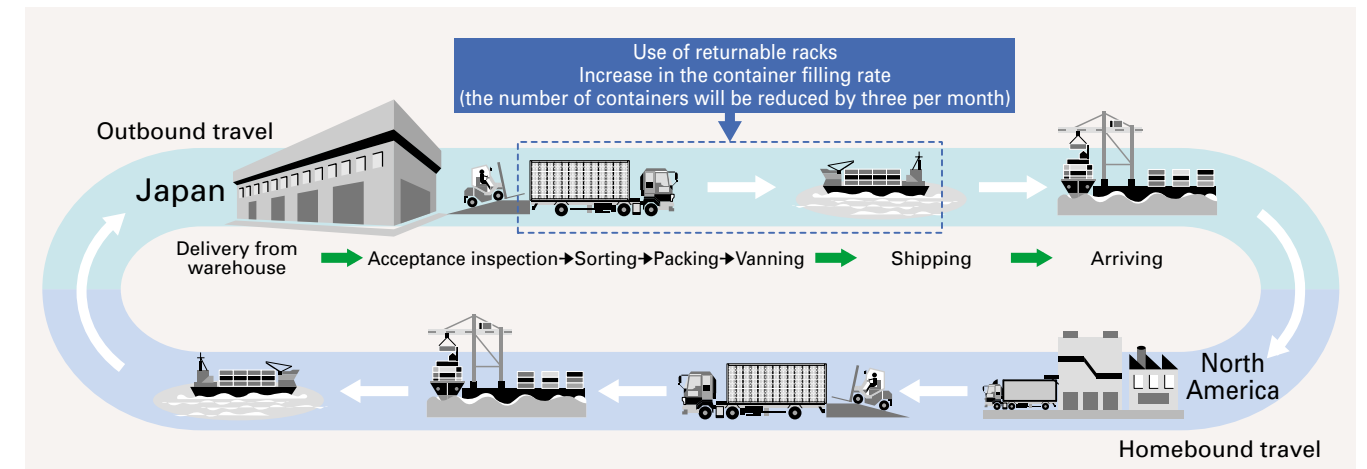 Use of returnable racks
Increase in the container filling rate
(the number of containers will be reduced by three per month)
Outbound travel
Japan
Delivery from
warehouse
Acceptance inspection→Sorting→Packing→Vanning
Shipping
Arriving
North
America
Homebound travel